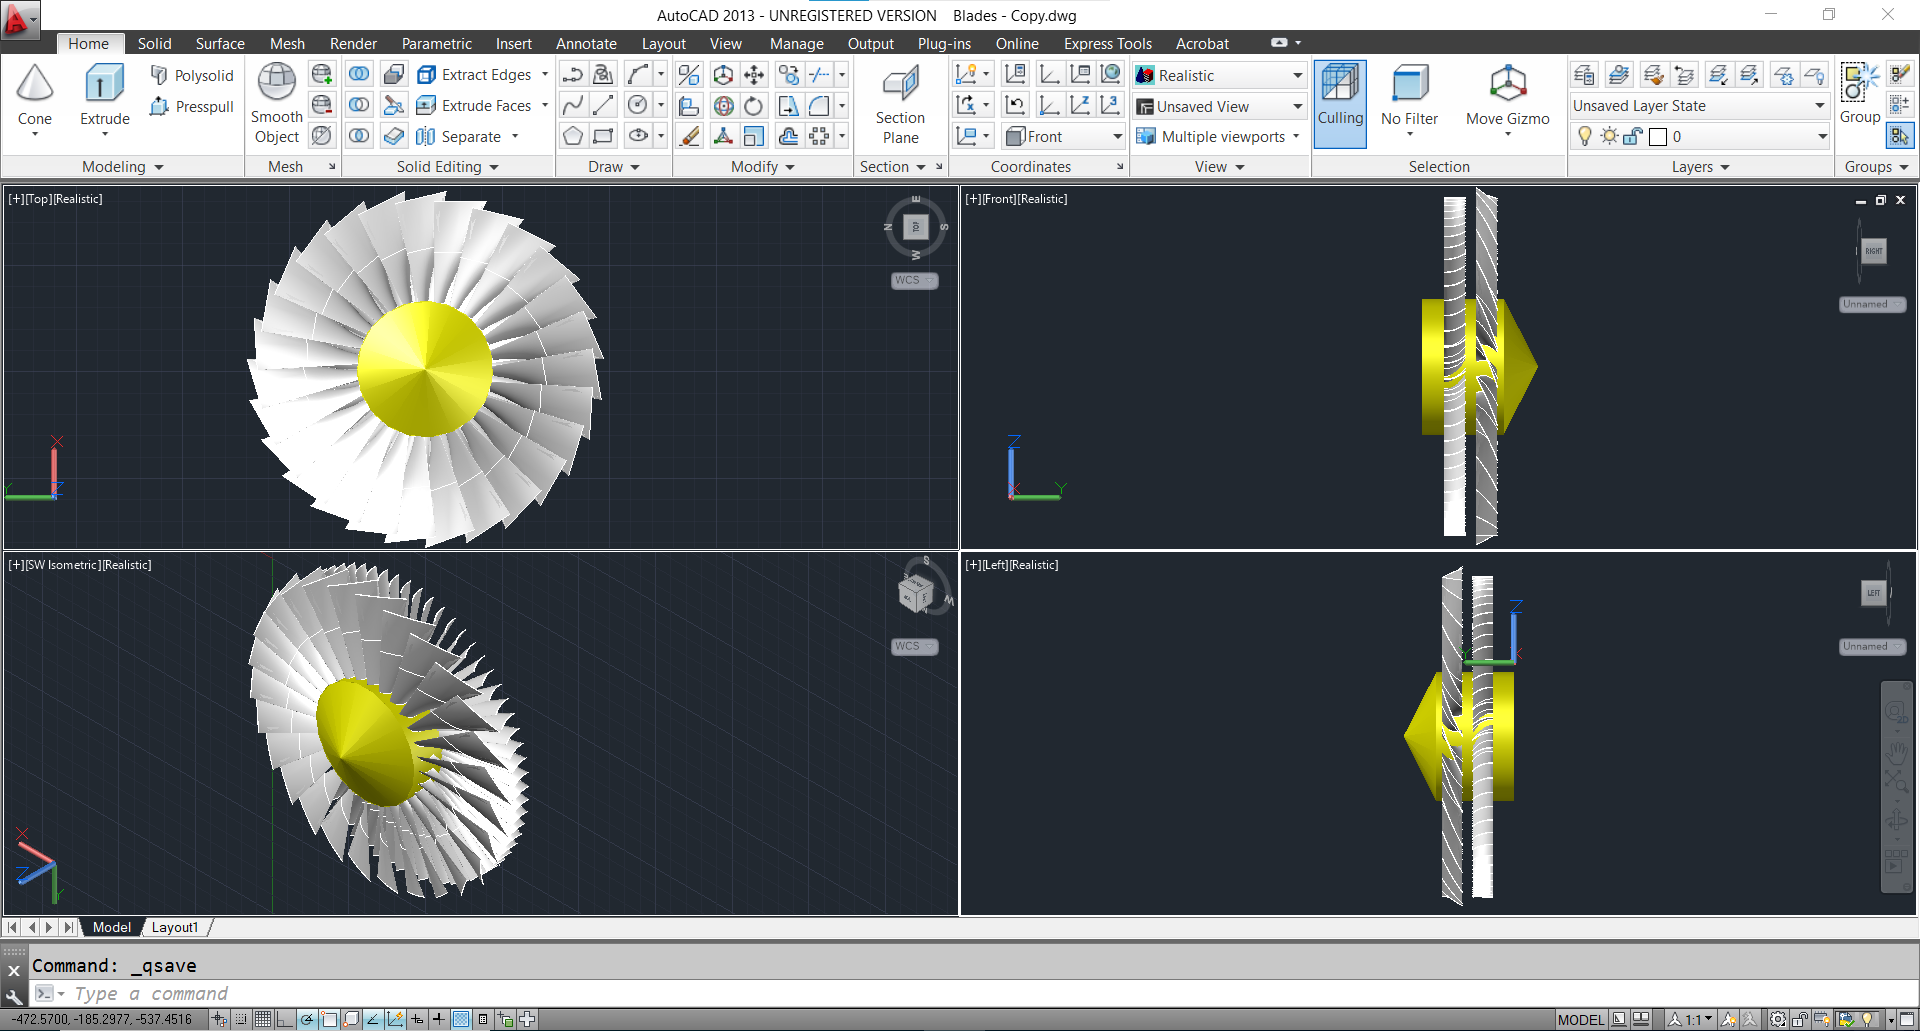 AutoCAD 2013 - UNREGISTERED VERSION Blades - Copy.dwg
Home Solid Surface Mesh Render Parametric Insert Annotate Layout View Manage Output Plug-ins Online Express Tools Acrobat
Cone
Extrude
Polysolid
Presspull
Modeling
Smooth Object
Mesh
Extract Edges
Extrude Faces
Separate
Solid Editing
Draw
Modify
Section Plane
Section
Front
Coordinates
Realistic
Unsaved View
Multiple viewports
View
Culling
No Filter
Move Gizmo
Selection
Unsaved Layer State
0
Layers
Group
Groups
[+][Top][Realistic]
E
N TOP S
W
WCS
X
Y Z
[+][Front][Realistic]
RIGHT
Unnamed
Z
X Y
[+][SW Isometric][Realistic]
S
W
WCS
X
Z
Y
[+][Left][Realistic]
LEFT
Unnamed
Z
Y X
2D
Model Layout1
Command: _qsave
Type a command
-472.5700, -185.2977, -537.4516
MODEL
1:1